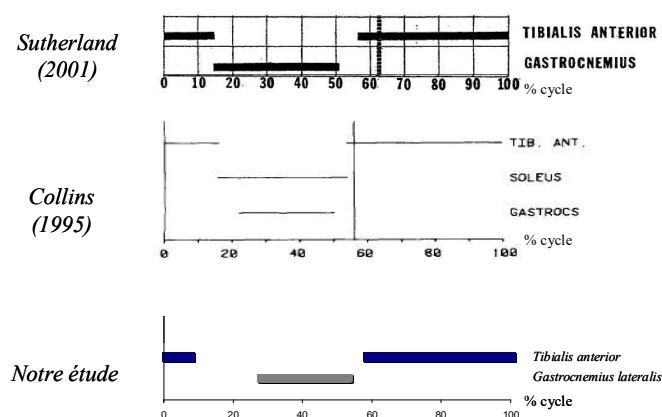 Sutherland
(2001)
TIBIALIS ANTERIOR
GASTROCNEMIUS
0 10 20 30 40 50 60 70 80 90 100
% cycle
Collins
(1995)
TIB. ANT.
SOLEUS
GASTROCS
% cycle
0 20 40 60 80 100
Notre étude
Tibialis anterior
Gastrocnemius lateralis
% cycle
0 20 40 60 80 100